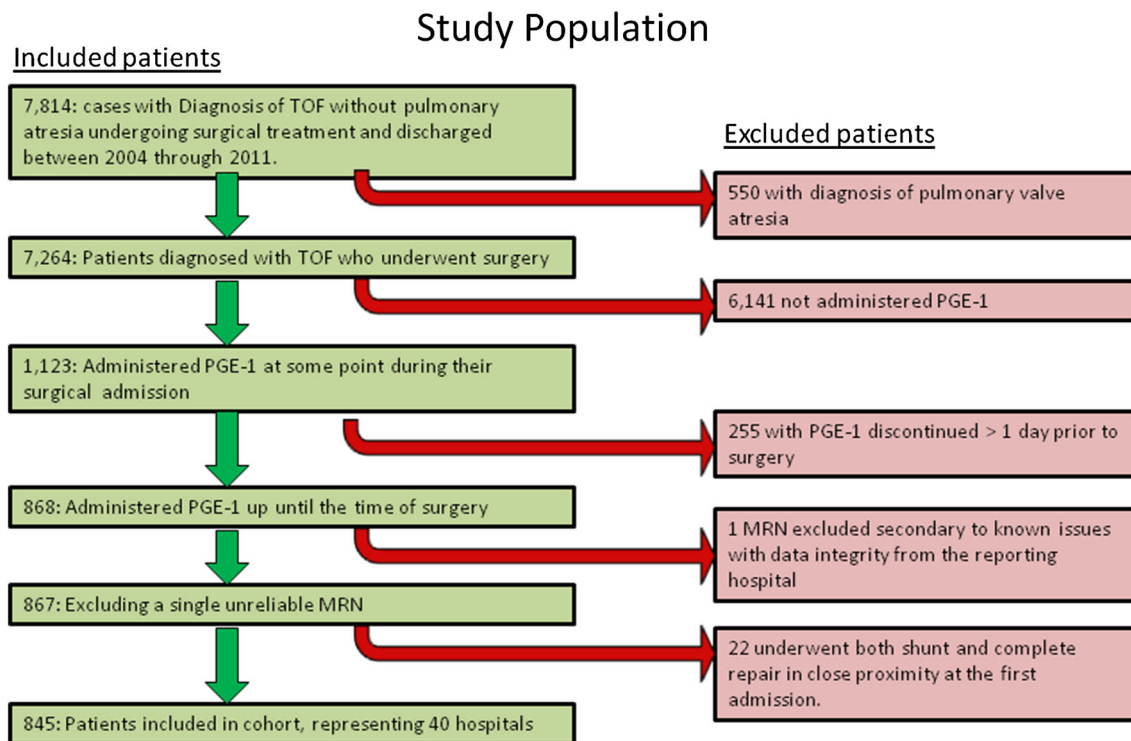 Study Population
Included patients
7,814: cases with Diagnosis of TOF without pulmonary
atresia undergoing surgical treatment and discharged
between 2004 through 2011.
Excluded patients
550 with diagnosis of pulmonary valve
atresia
7,264: Patients diagnosed with TOF who underwent surgery
6,141 not administered PGE-1
1,123: Administered PGE-1 at some point during their
surgical admission
255 with PGE-1 discontinued > 1 day prior to
surgery
868: Administered PGE-1 up until the time of surgery
1 MRN excluded secondary to known issues
with data integrity from the reporting
hospital
867: Excluding a single unreliable MRN
22 underwent both shunt and complete
repair in close proximity at the first
admission.
845: Patients included in cohort, representing 40 hospitals